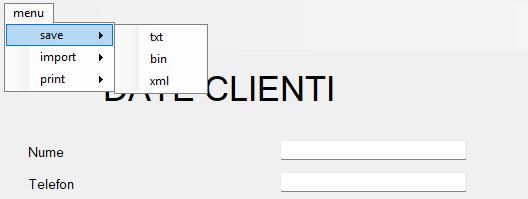 menu
save
import
print
txt
bin
xml
DATE CLIENTI
Nume
Telefon